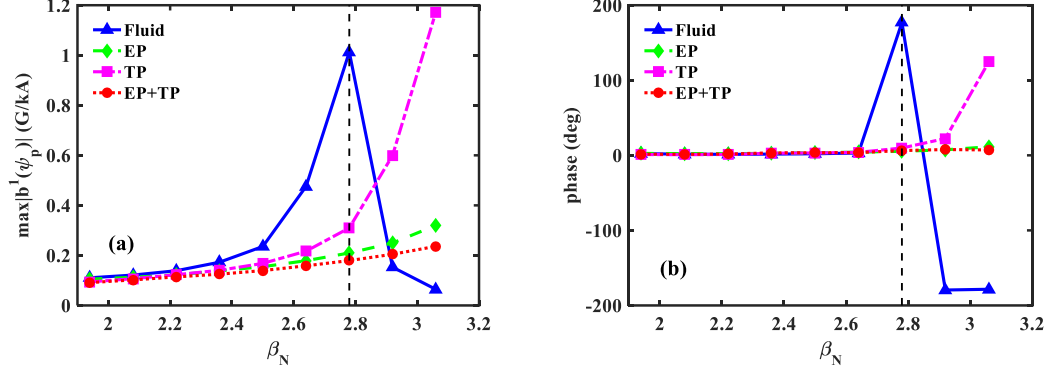 1.2
1
0.8
0.6
0.4
0.2
0
max|b¹(ψₚ)| (G/kA)
Fluid
EP
TP
EP+TP
(a)
2 2.2 2.4 2.6 2.8 3 3.2
β_N
200
100
0
-100
-200
phase (deg)
Fluid
EP
TP
EP+TP
(b)
2 2.2 2.4 2.6 2.8 3 3.2
β_N